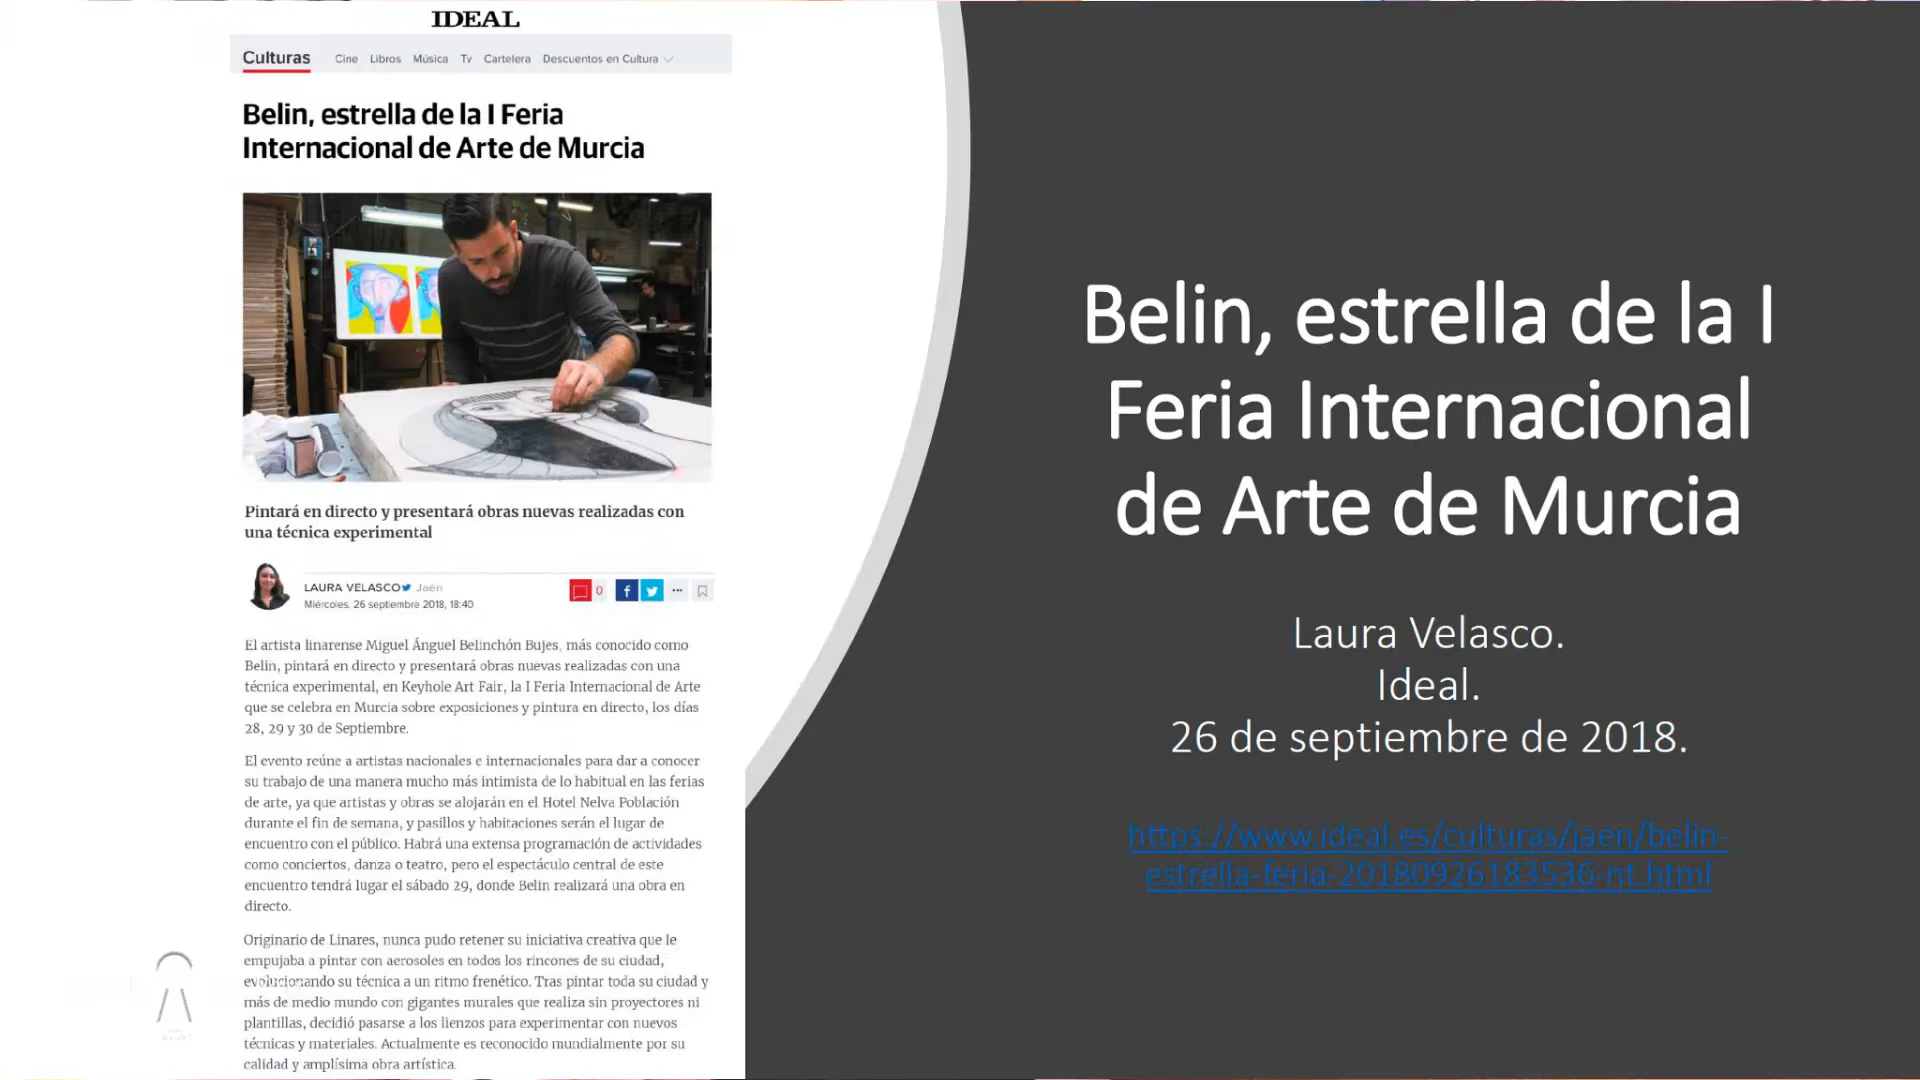 IDEAL
Culturas Cine Libros Música Tv Cartelera Descuentos en Cultura
Belin, estrella de la I Feria
Internacional de Arte de Murcia
Pintará en directo y presentará obras nuevas realizadas con
una técnica experimental
LAURA VELASCO Jaén
Miércoles, 26 septiembre 2018, 18:40
0
El artista linarense Miguel Ánguel Belinchón Bujes, más conocido como
Belin, pintará en directo y presentará obras nuevas realizadas con una
técnica experimental, en Keyhole Art Fair, la I Feria Internacional de Arte
que se celebra en Murcia sobre exposiciones y pintura en directo, los días
28, 29 y 30 de Septiembre.
El evento reúne a artistas nacionales e internacionales para dar a conocer
su trabajo de una manera mucho más intimista de lo habitual en las ferias
de arte, ya que artistas y obras se alojarán en el Hotel Nelva Población
durante el fin de semana, y pasillos y habitaciones serán el lugar de
encuentro con el público. Habrá una extensa programación de actividades
como conciertos, danza o teatro, pero el espectáculo central de este
encuentro tendrá lugar el sábado 29, donde Belin realizará una obra en
directo.
Originario de Linares, nunca pudo retener su iniciativa creativa que le
empujaba a pintar con aerosoles en todos los rincones de su ciudad,
evolucionando su técnica a un ritmo frenético. Tras pintar toda su ciudad y
más de medio mundo con gigantes murales que realiza sin proyectores ni
plantillas, decidió pasarse a los lienzos para experimentar con nuevos
técnicas y materiales. Actualmente es reconocido mundialmente por su
calidad y amplísima obra artística.
Belin, estrella de la I
Feria Internacional
de Arte de Murcia
Laura Velasco.
Ideal.
26 de septiembre de 2018.
https://www.ideal.es/culturas/jaen/belin-
estrella-feria-20180926183536-nt.html